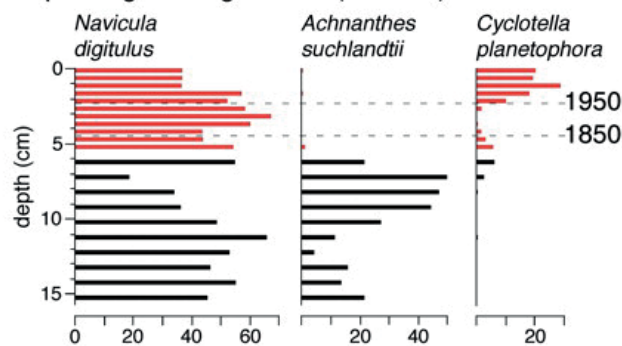 Navicula digitulus
Achnanthes suchlandtii
Cyclotella planetophora
0
5
10
15
depth (cm)
1950
1850
0 20 40 60
20 40
20